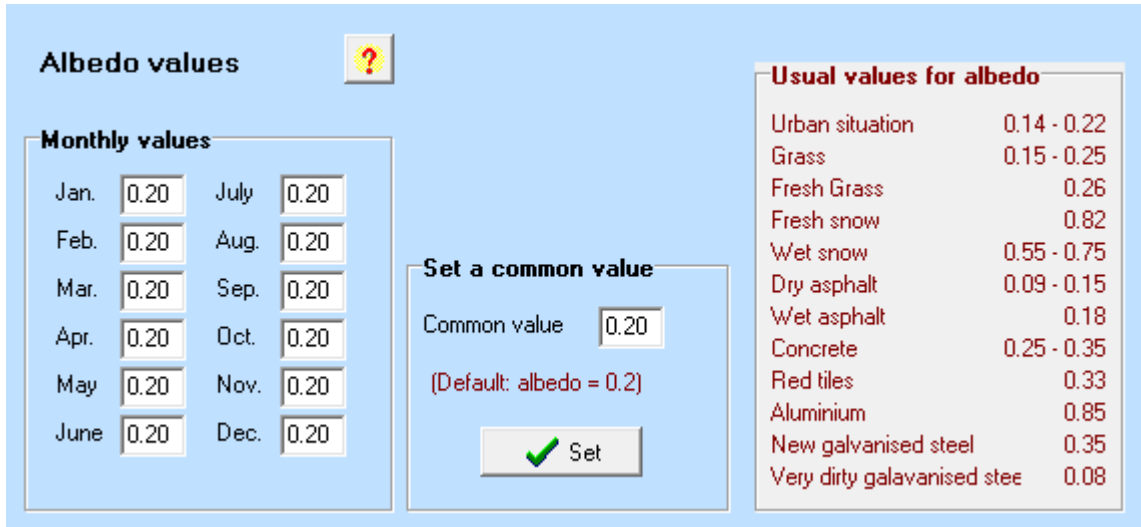 Albedo values
?
Monthly values
Jan. 0.20 July 0.20
Feb. 0.20 Aug. 0.20
Mar. 0.20 Sep. 0.20
Apr. 0.20 Oct. 0.20
May 0.20 Nov. 0.20
June 0.20 Dec. 0.20
Set a common value
Common value 0.20
(Default: albedo = 0.2)
Set
Usual values for albedo
Urban situation 0.14 - 0.22
Grass 0.15 - 0.25
Fresh Grass 0.26
Fresh snow 0.82
Wet snow 0.55 - 0.75
Dry asphalt 0.09 - 0.15
Wet asphalt 0.18
Concrete 0.25 - 0.35
Red tiles 0.33
Aluminium 0.85
New galvanised steel 0.35
Very dirty galavanised stee 0.08